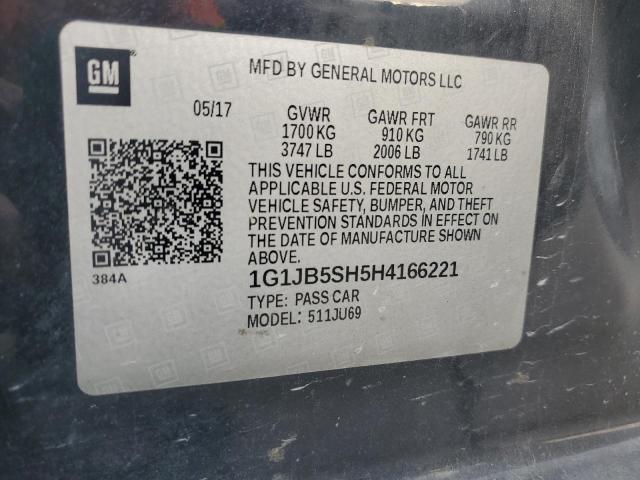 GM
MFD BY GENERAL MOTORS LLC
05/17 GVWR GAWR FRT GAWR RR
1700 KG 910 KG 790 KG
3747 LB 2006 LB 1741 LB
THIS VEHICLE CONFORMS TO ALL
APPLICABLE U.S. FEDERAL MOTOR
VEHICLE SAFETY, BUMPER, AND THEFT
PREVENTION STANDARDS IN EFFECT ON
THE DATE OF MANUFACTURE SHOWN
ABOVE.
384A
1G1JB5SH5H4166221
TYPE: PASS CAR
MODEL: 511JU69